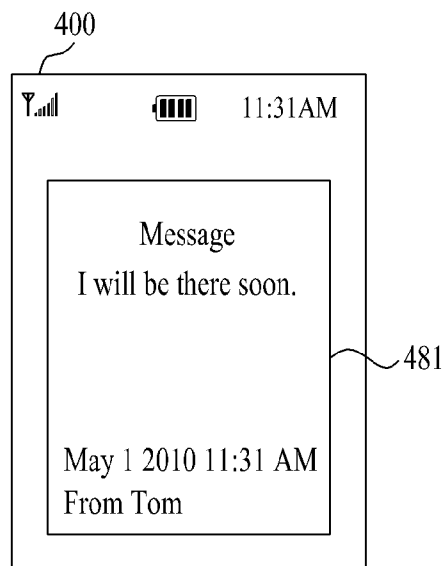 400
11:31AM
Message
I will be there soon.
481
May 1 2010 11:31 AM
From Tom